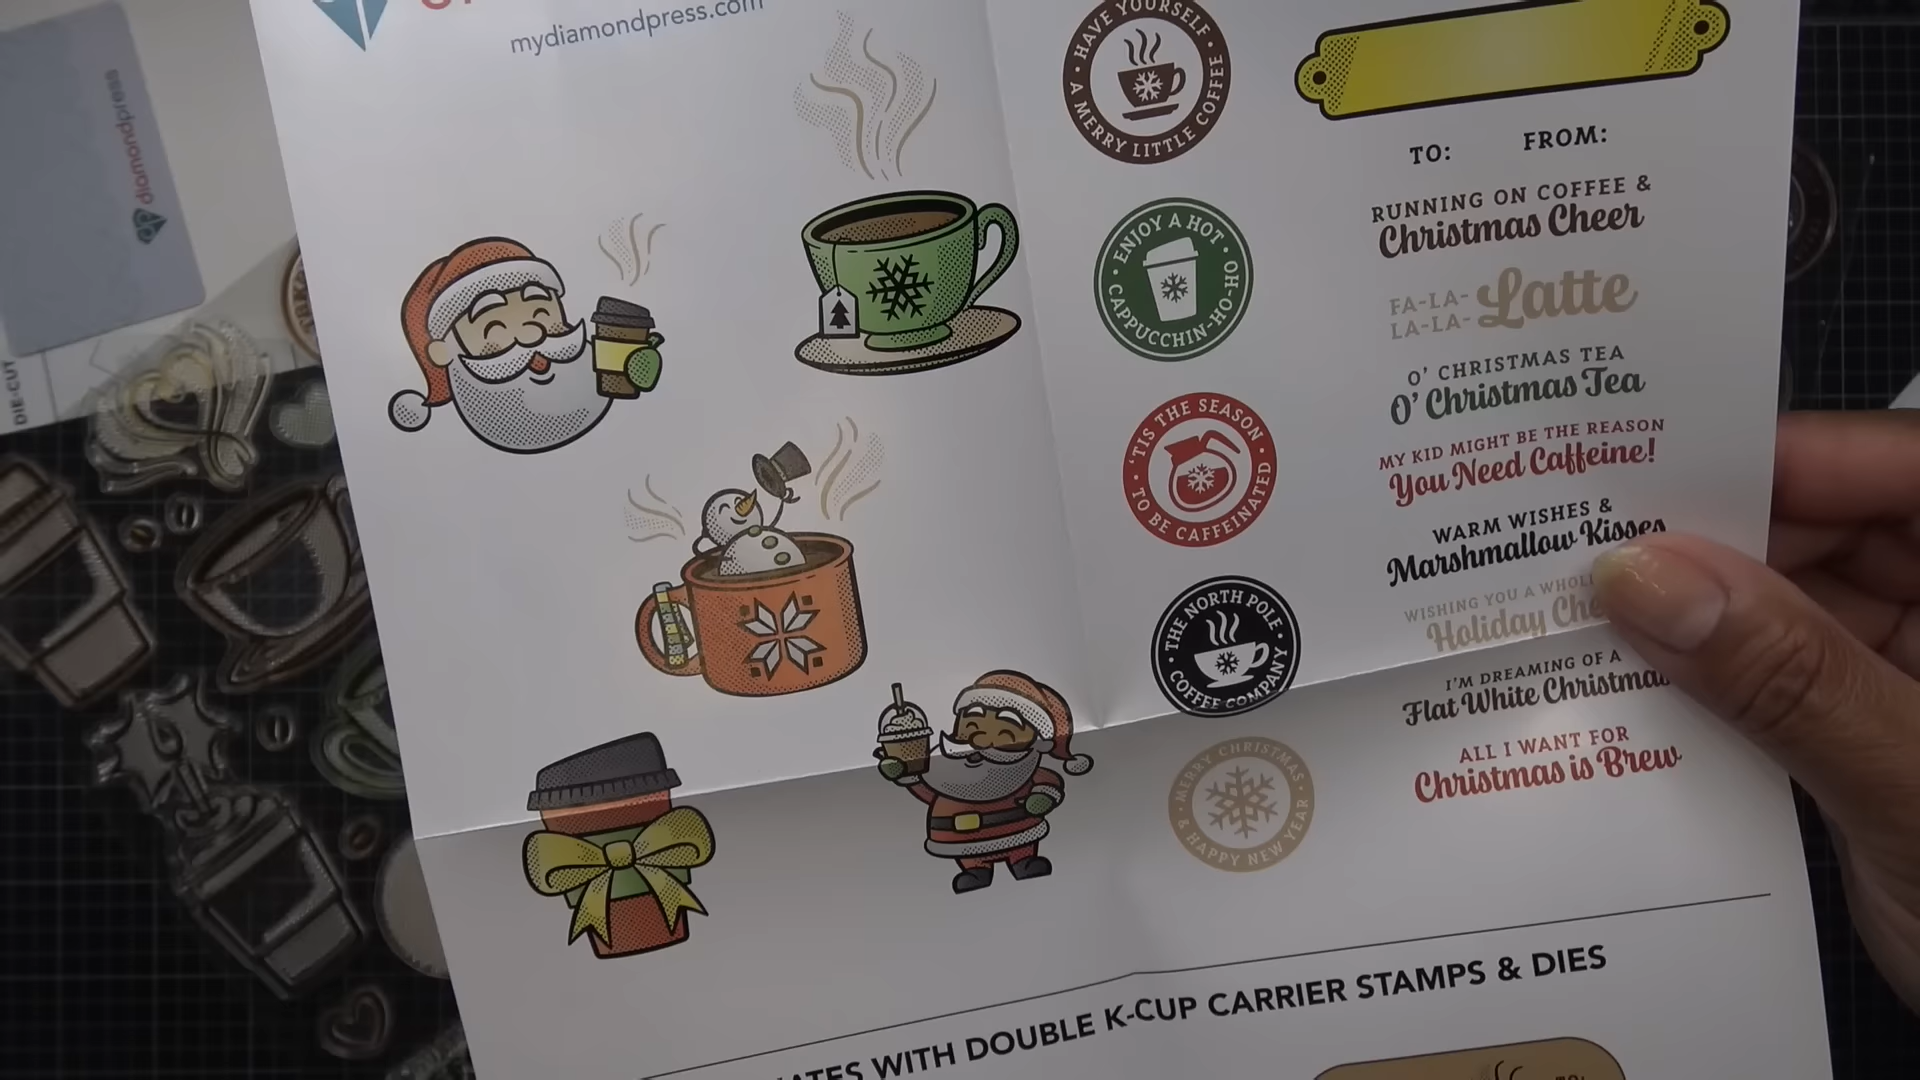 mydiamondpress.com
diamondpress
DIE-CUT
• HAVE YOURSELF •
A MERRY LITTLE COFFEE
• ENJOY A HOT •
CAPPUCCHIN-HO-HO
• 'TIS THE SEASON •
TO BE CAFFEINATED
• THE NORTH POLE •
COFFEE COMPANY
• MERRY CHRISTMAS •
& HAPPY NEW YEAR
TO: FROM:
RUNNING ON COFFEE &
Christmas Cheer
FA-LA-
LA-LA- Latte
O' CHRISTMAS TEA
O' Christmas Tea
MY KID MIGHT BE THE REASON
You Need Caffeine!
WARM WISHES &
Marshmallow Kisses
WISHING YOU A
Holiday
I'M DREAMING OF A
Flat White Christmas
ALL I WANT FOR
Christmas is Brew
WITH DOUBLE K-CUP CARRIER STAMPS & DIES